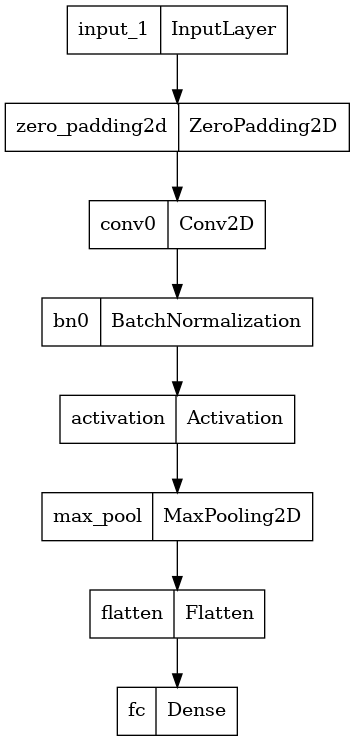 input_1 InputLayer
zero_padding2d ZeroPadding2D
conv0 Conv2D
bn0 BatchNormalization
activation Activation
max_pool MaxPooling2D
flatten Flatten
fc Dense